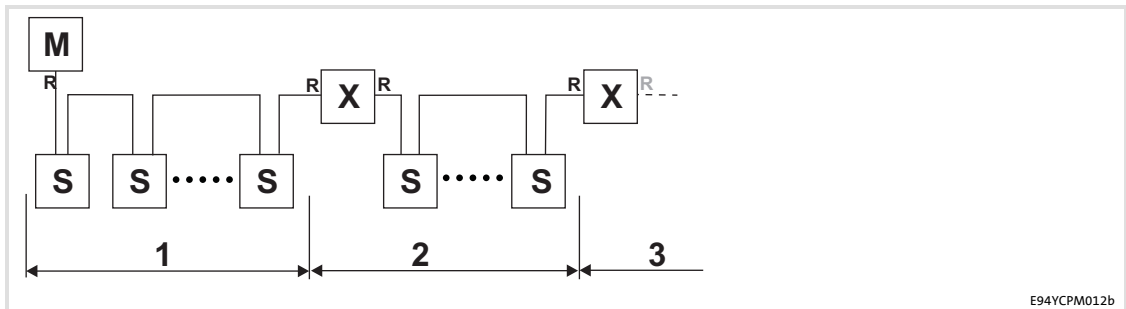 M
R
R X R
R X R
S S S S S
1 2 3
E94YCPM012b